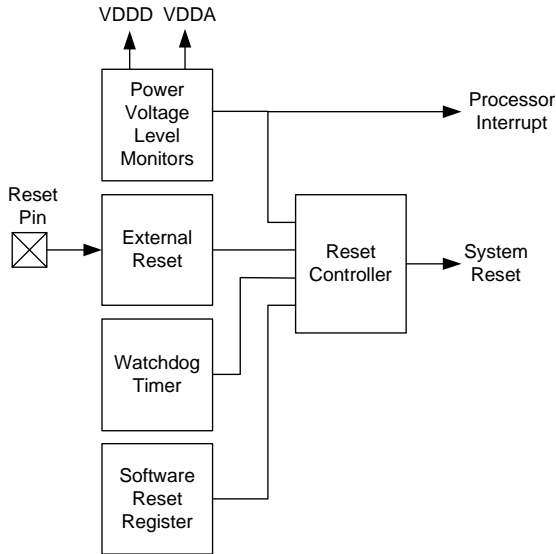 VDDD VDDA
Power
Voltage
Level
Monitors
Processor
Interrupt
Reset
Pin
External
Reset
Reset
Controller
System
Reset
Watchdog
Timer
Software
Reset
Register